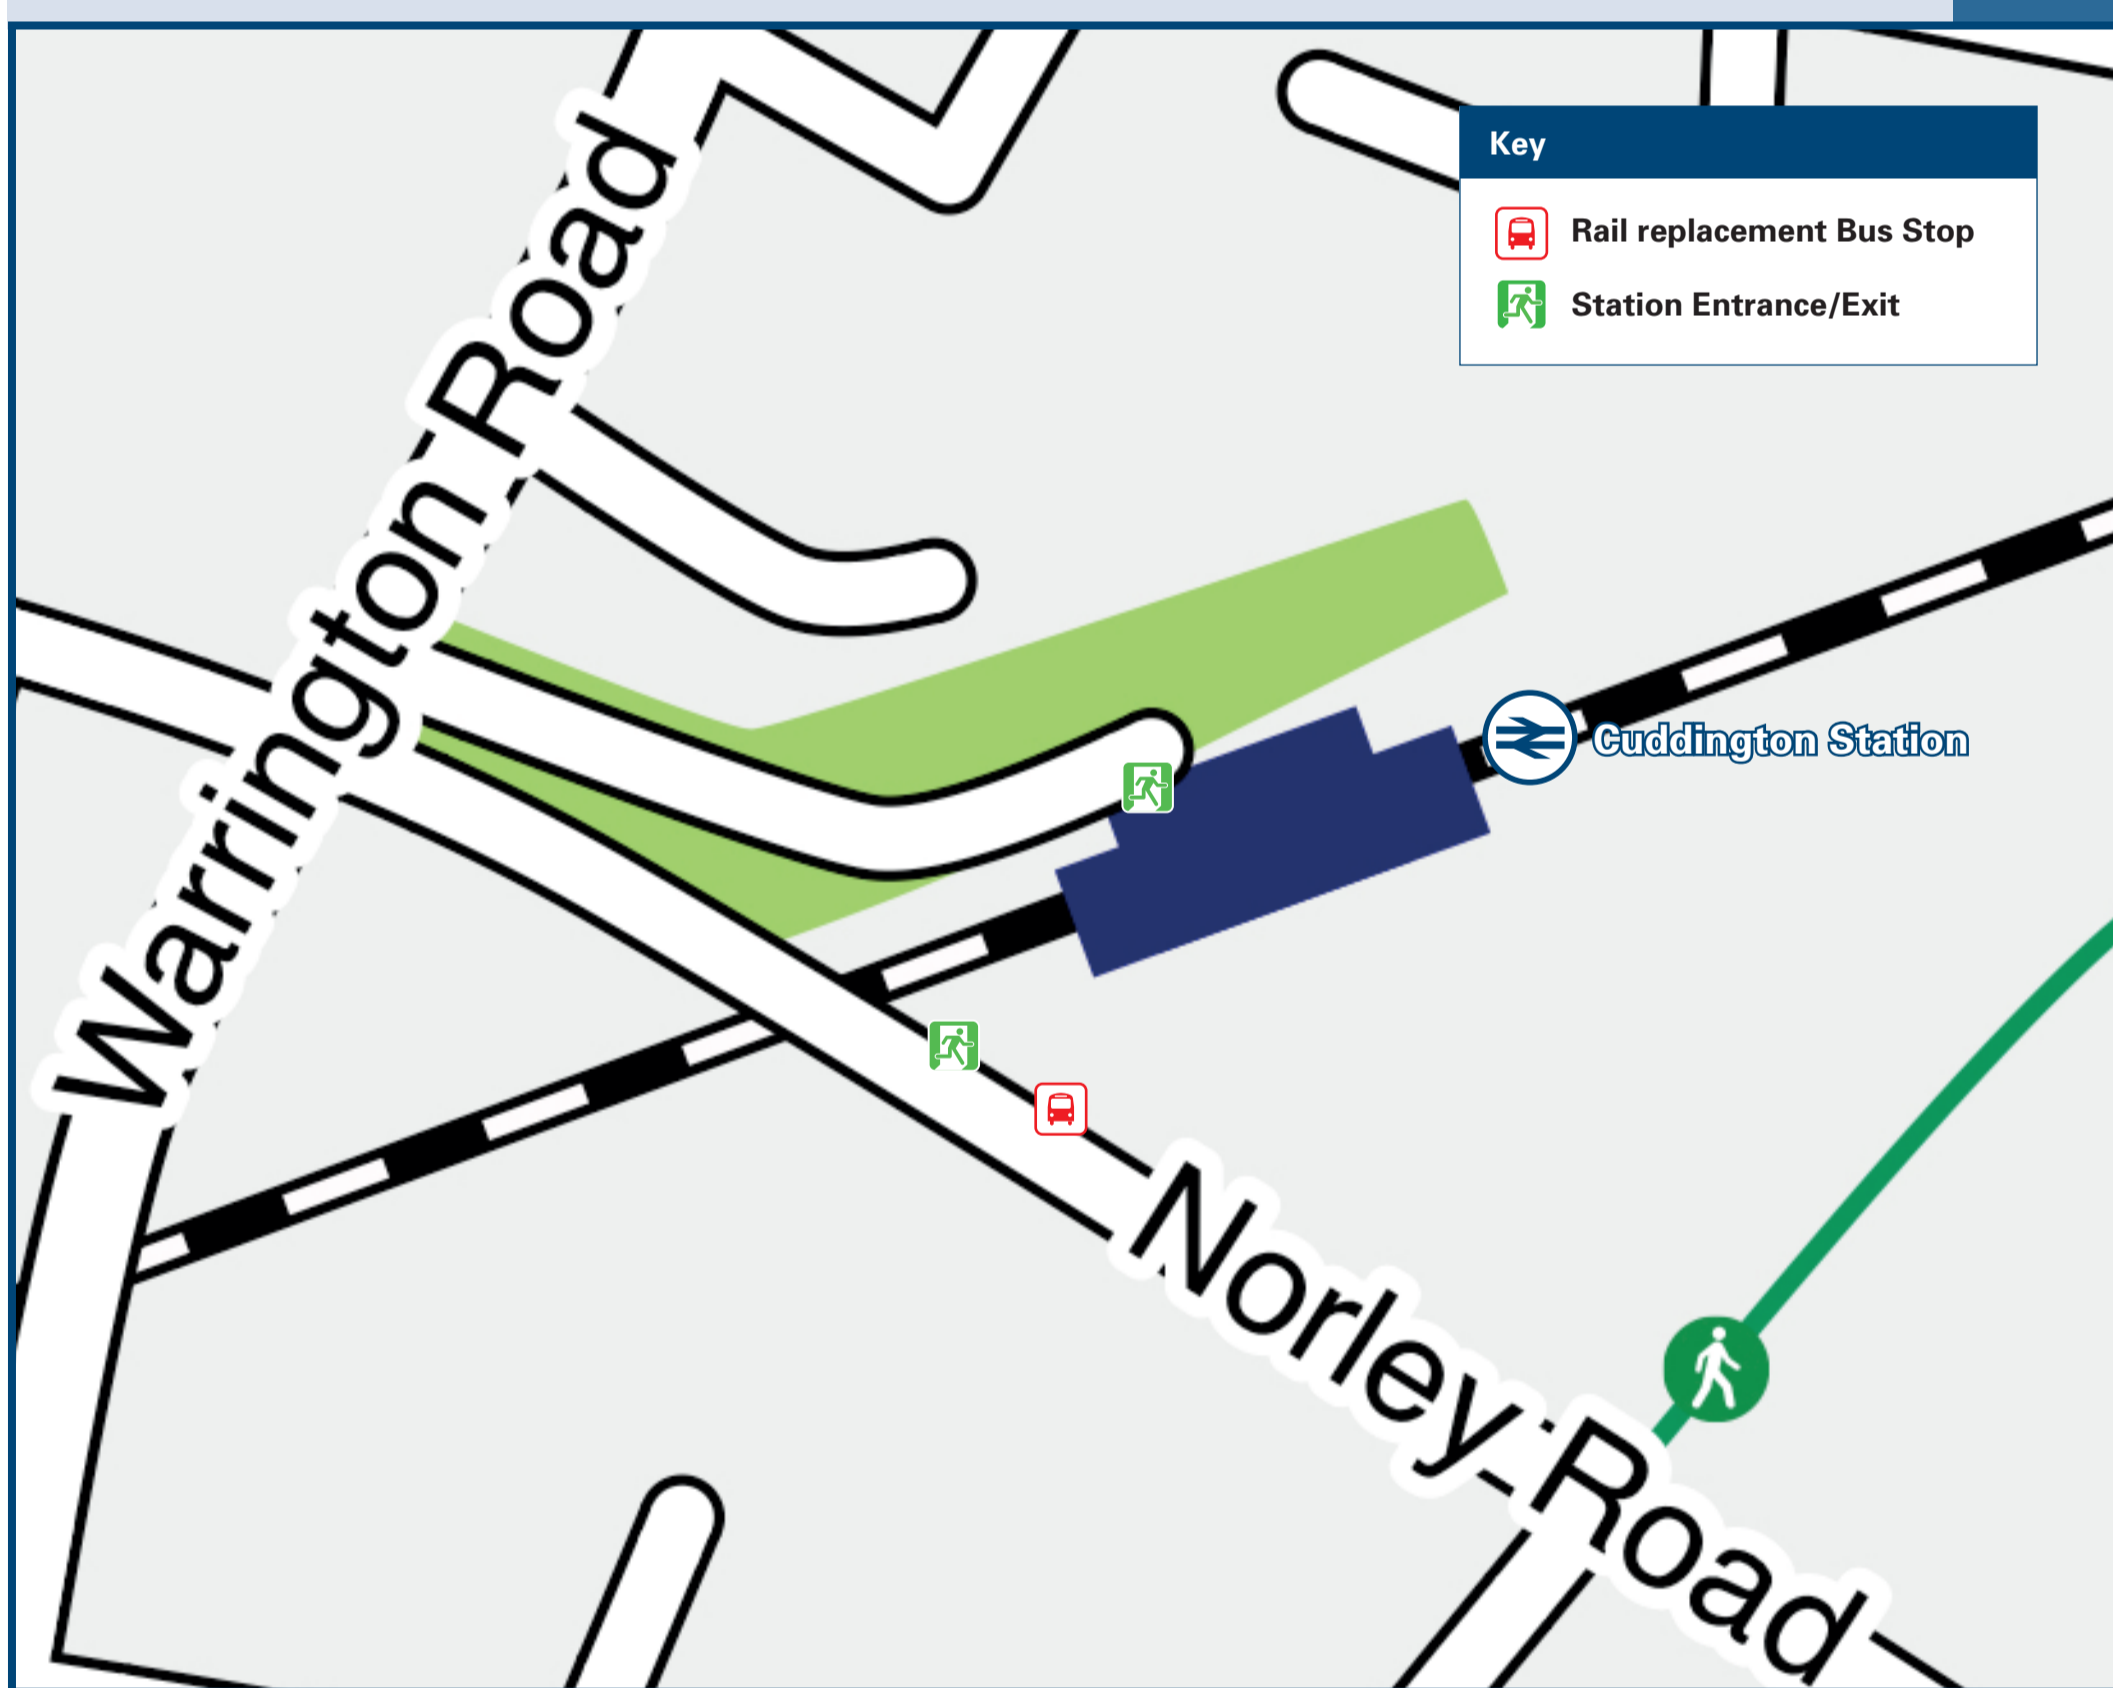 Key
Rail replacement Bus Stop
Station Entrance/Exit
Warrington Road
Cuddington Station
Norley Road